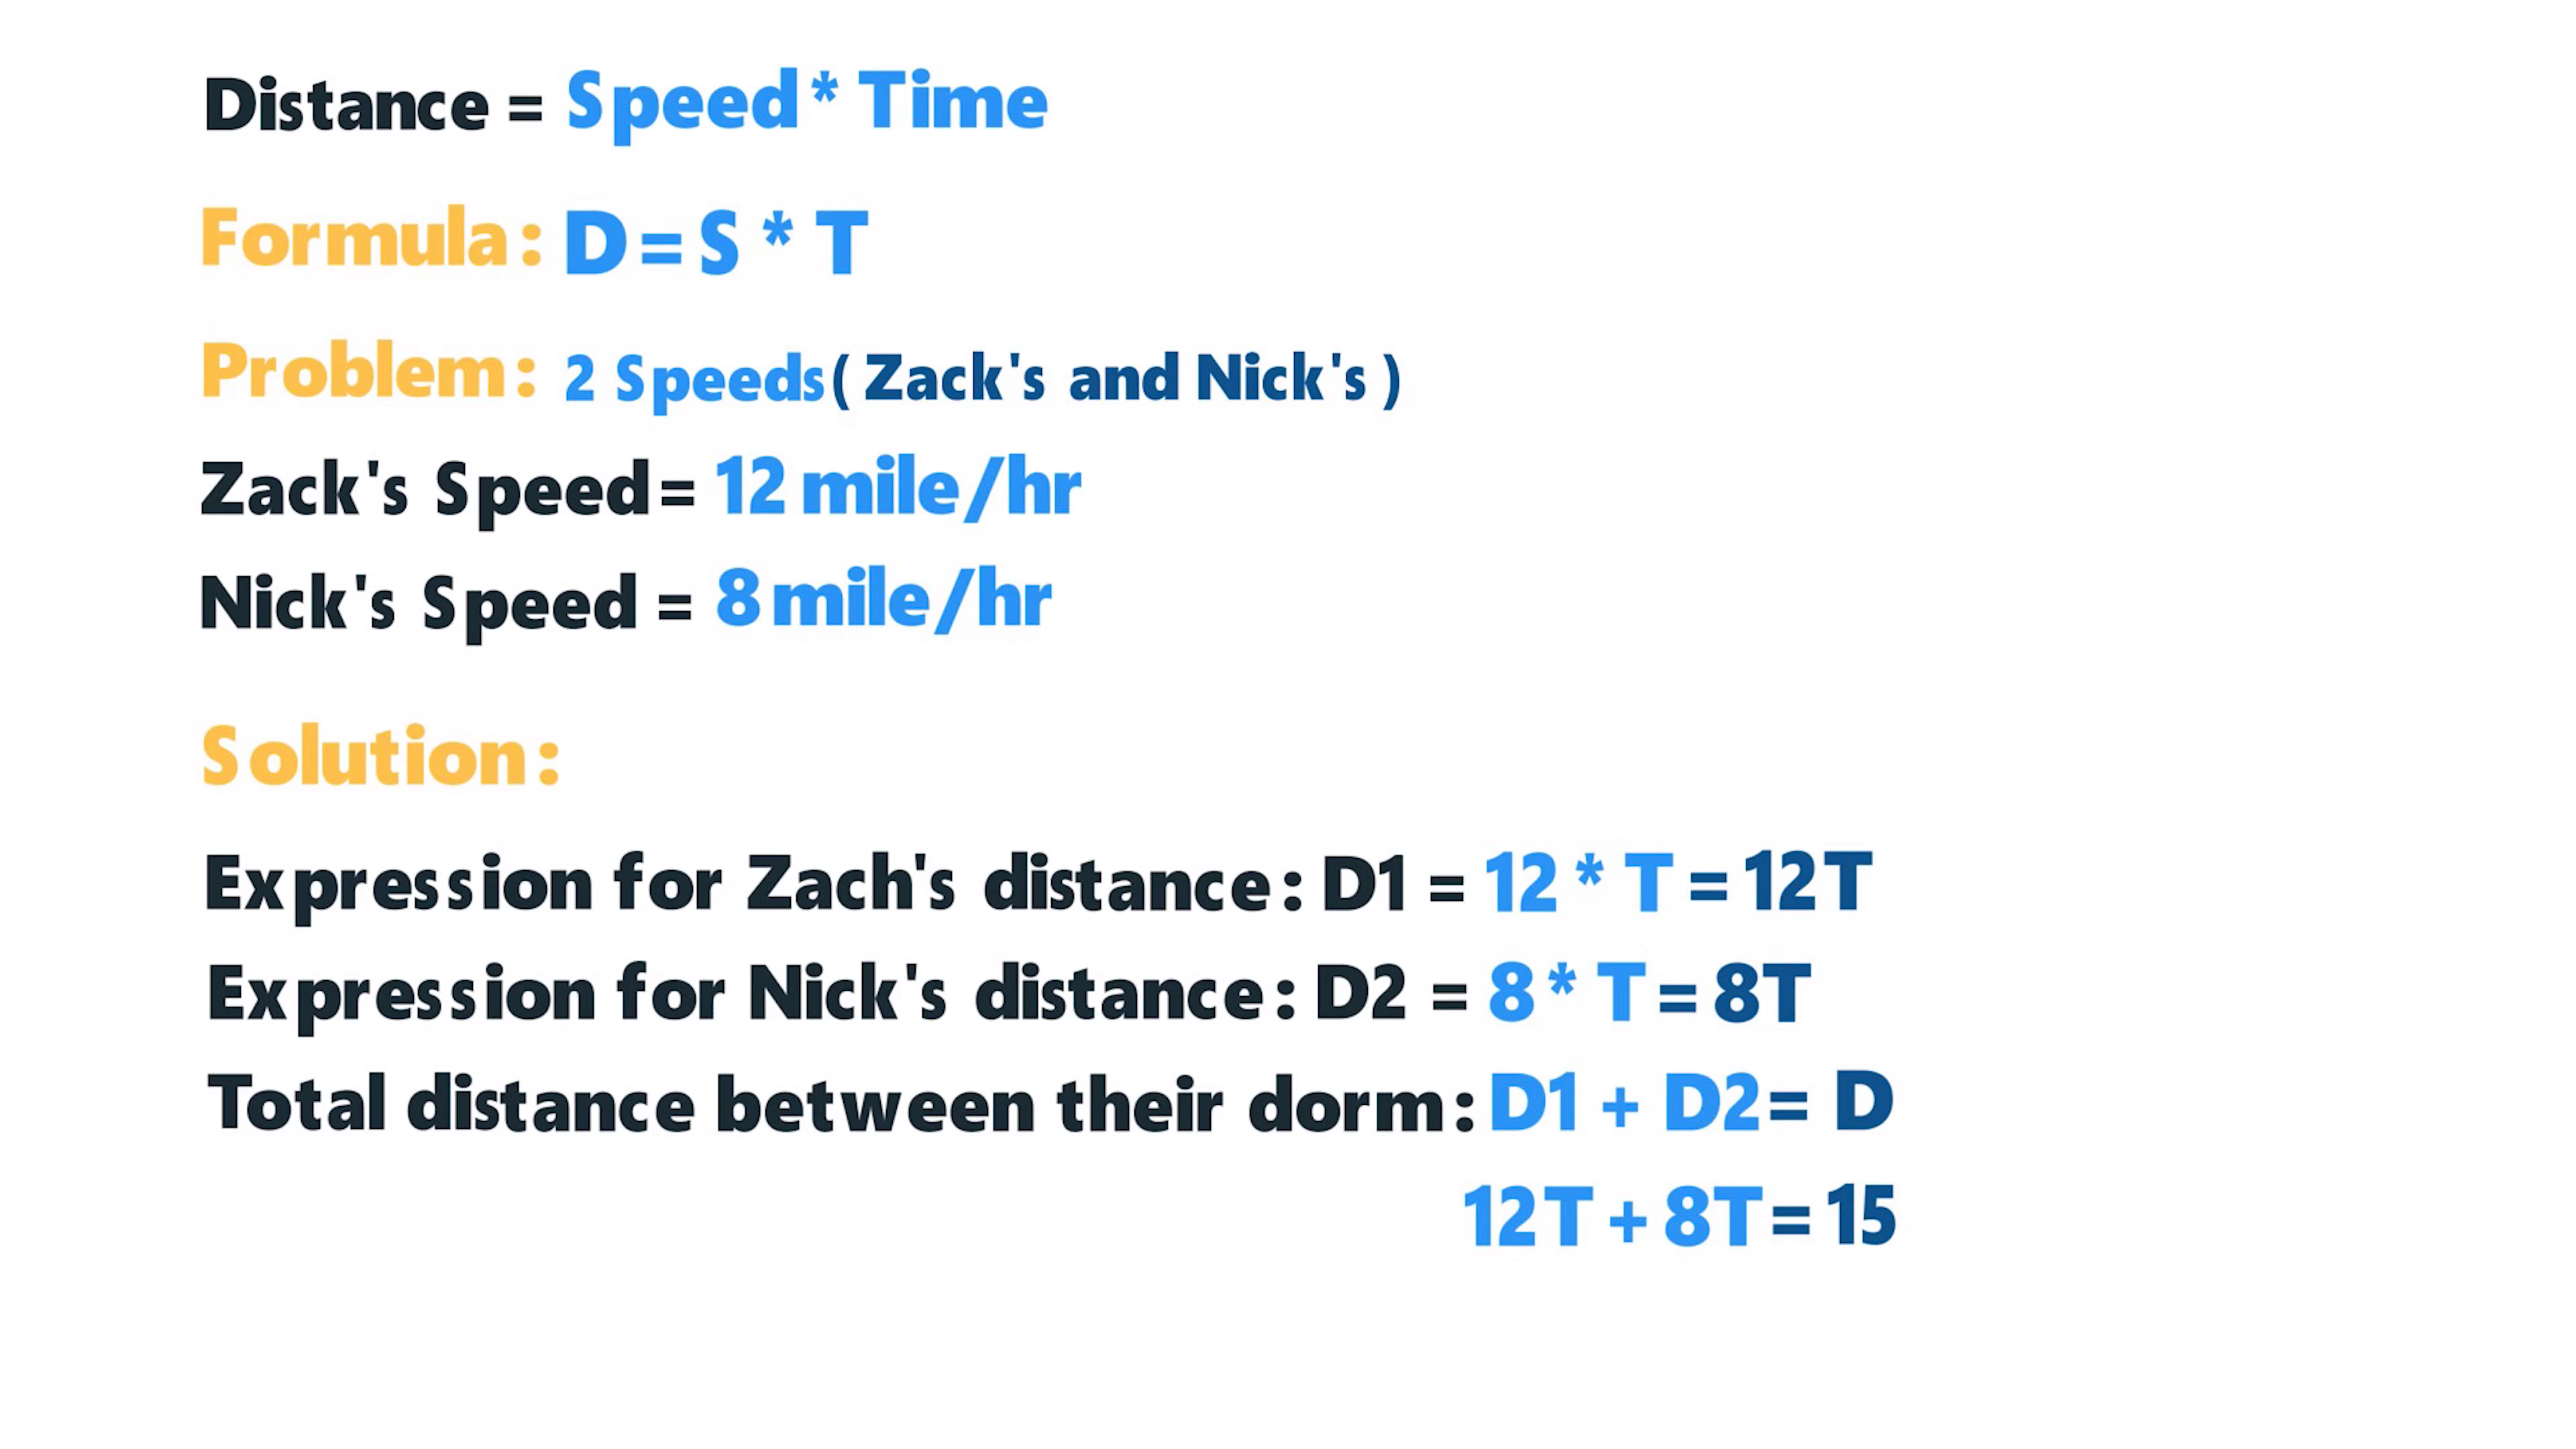 Distance = Speed * Time
Formula: D = S * T
Problem: 2 Speeds ( Zack's and Nick's )
Zack's Speed = 12 mile/hr
Nick's Speed = 8 mile/hr
Solution:
Expression for Zach's distance: D1 = 12 * T = 12T
Expression for Nick's distance: D2 = 8 * T = 8T
Total distance between their dorm: D1 + D2 = D
12T + 8T = 15